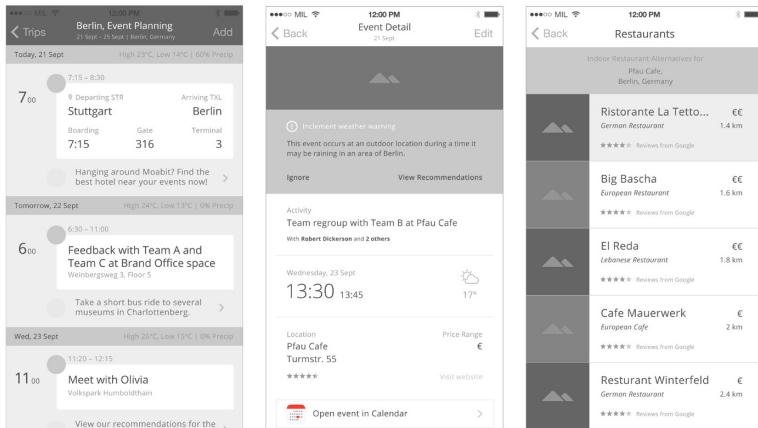 MIL 12:00 PM
Trips
Berlin, Event Planning
21 Sept – 25 Sept | Berlin, Germany
Add
Today, 21 Sept High 23°C, Low 14°C | 60% Precip
7:15 – 8:30
7 00
Departing STR Arriving TXL
Stuttgart Berlin
Boarding Gate Terminal
7:15 316 3
Hanging around Moabit? Find the
best hotel near your events now!
Tomorrow, 22 Sept High 24°C, Low 13°C | 0% Precip
6:30 – 11:00
6 00
Feedback with Team A and
Team C at Brand Office space
Weinbergsweg 3, Floor 5
Take a short bus ride to several
museums in Charlottenberg.
Wed, 23 Sept High 26°C, Low 15°C | 0% Precip
11:20 – 12:15
11 00
Meet with Olivia
Volkspark Humboldthain
View our recommendations for the
MIL 12:00 PM
Back
Event Detail
21 Sept
Edit
Inclement weather warning
This event occurs at an outdoor location during a time it
may be raining in an area of Berlin.
Ignore View Recommendations
Activity
Team regroup with Team B at Pfau Cafe
With Robert Dickerson and 2 others
Wednesday, 23 Sept
13:30 13:45 17°
Location Price Range
Pfau Cafe €
Turmstr. 55
Visit website
Open event in Calendar
MIL 12:00 PM
Back Restaurants
Indoor Restaurant Alternatives for
Pfau Cafe,
Berlin, Germany
Ristorante La Tetto... €€
German Restaurant 1.4 km
Reviews from Google
Big Bascha €€
European Restaurant 1.6 km
Reviews from Google
El Reda €€
Lebanese Restaurant 1.8 km
Reviews from Google
Cafe Mauerwerk €
European Cafe 2 km
Reviews from Google
Resturant Winterfeld €
German Restaurant 2.4 km
Reviews from Google